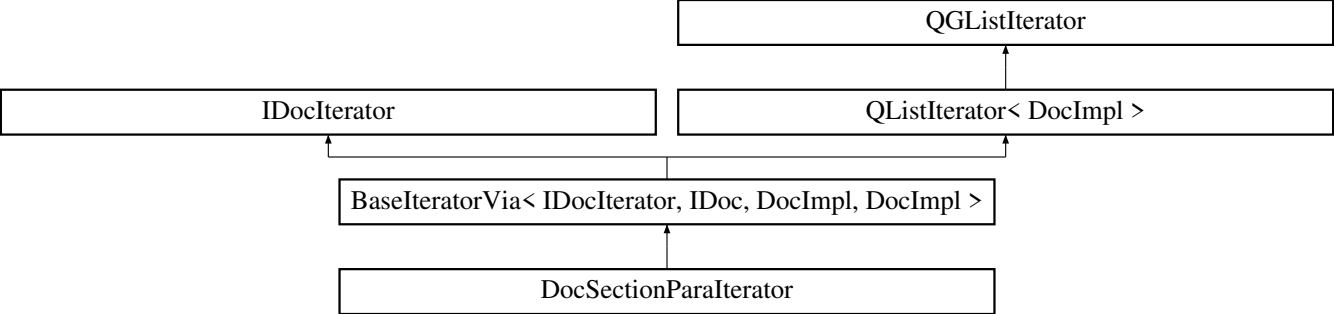 QGListIterator
IDocIterator
QListIterator< DocImpl >
BaseIteratorVia< IDocIterator, IDoc, DocImpl, DocImpl >
DocSectionParaIterator